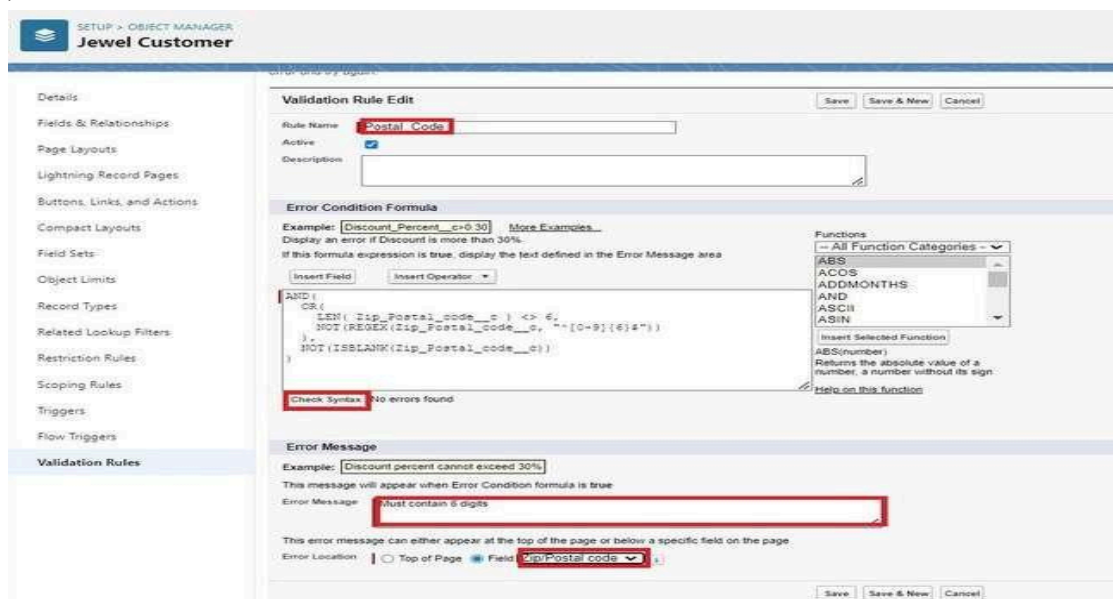 SETUP > OBJECT MANAGER
Jewel Customer
error and try again.
Details
Fields & Relationships
Page Layouts
Lightning Record Pages
Buttons, Links, and Actions
Compact Layouts
Field Sets
Object Limits
Record Types
Related Lookup Filters
Restriction Rules
Scoping Rules
Triggers
Flow Triggers
Validation Rules
Validation Rule Edit
Save Save & New Cancel
Rule Name Postal_Code
Active
Description
Error Condition Formula
Example: Discount_Percent__c>0.30 More Examples...
Display an error if Discount is more than 30%
If this formula expression is true, display the text defined in the Error Message area
Insert Field Insert Operator
AND(
OR(
LEN( Zip_Postal_code__c ) <> 6,
NOT(REGEX(Zip_Postal_code__c, "^[0-9]{6}$"))
),
NOT(ISBLANK(Zip_Postal_code__c))
)
Functions
-- All Function Categories --
ABS
ACOS
ADDMONTHS
AND
ASCII
ASIN
Insert Selected Function
ABS(number)
Returns the absolute value of a
number, a number without its sign
Help on this function
Check Syntax No errors found
Error Message
Example: Discount percent cannot exceed 30%
This message will appear when Error Condition formula is true
Error Message Must contain 6 digits
This error message can either appear at the top of the page or below a specific field on the page
Error Location Top of Page Field Zip/Postal code i
Save Save & New Cancel